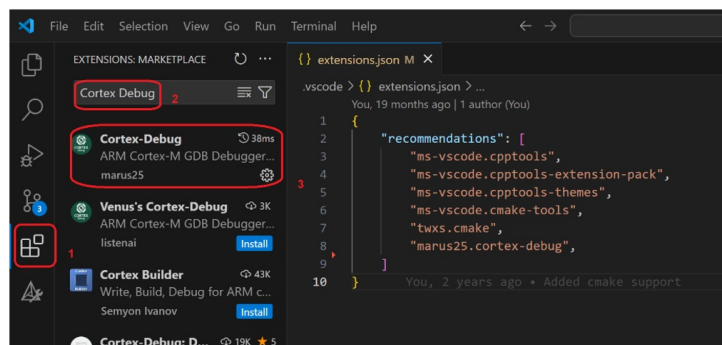 File Edit Selection View Go Run Terminal Help
EXTENSIONS: MARKETPLACE
Cortex Debug
2
Cortex-Debug 38ms
ARM Cortex-M GDB Debugger...
marus25
3
Venus's Cortex-Debug 3K
ARM Cortex-M GDB Debugger...
listenai Install
3
1
Cortex Builder 43K
Write, Build, Debug for ARM c...
Semyon Ivanov Install
Cortex-Debug: D... 19K ★ 5
{} extensions.json M ×
.vscode > {} extensions.json > ...
You, 19 months ago | 1 author (You)
1 {
2 "recommendations": [
3 "ms-vscode.cpptools",
4 "ms-vscode.cpptools-extension-pack",
5 "ms-vscode.cpptools-themes",
6 "ms-vscode.cmake-tools",
7 "twxs.cmake",
8 "marus25.cortex-debug",
9 ]
10 } You, 2 years ago • Added cmake support